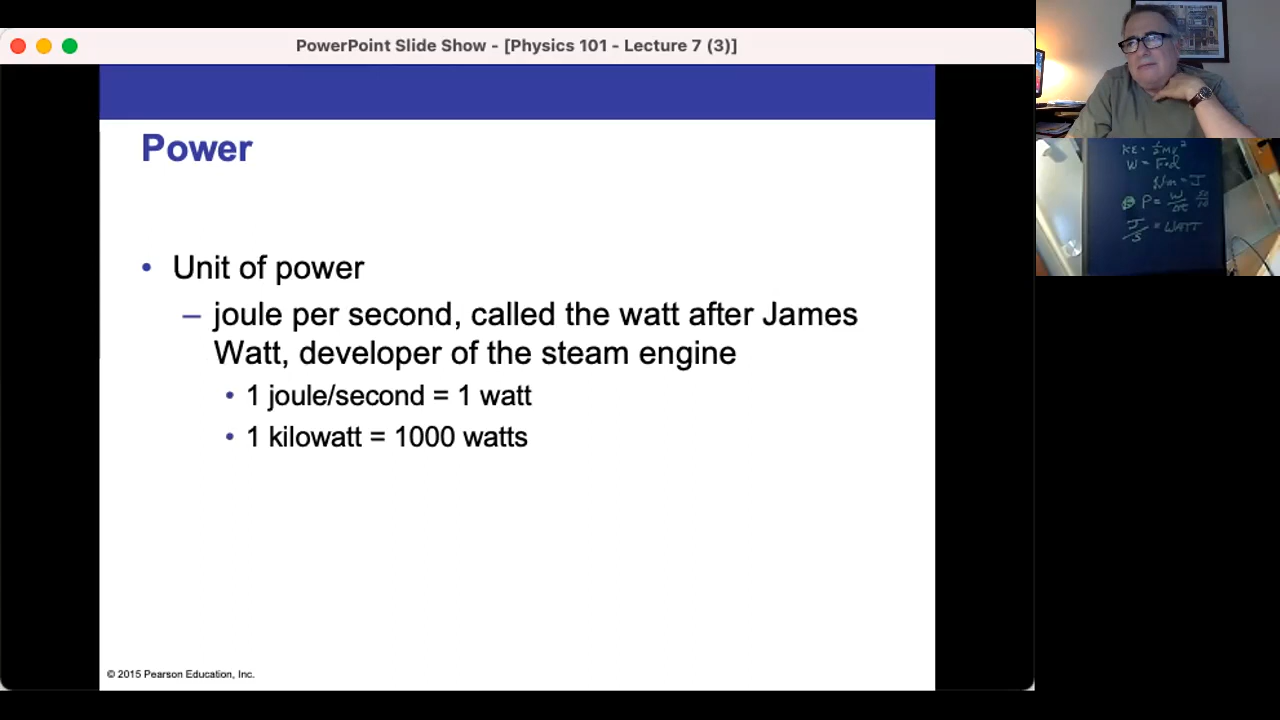 PowerPoint Slide Show - [Physics 101 - Lecture 7 (3)]
Power
• Unit of power
– joule per second, called the watt after James
Watt, developer of the steam engine
• 1 joule/second = 1 watt
• 1 kilowatt = 1000 watts
© 2015 Pearson Education, Inc.
KE = ½mv²
W = F•d
Nm = J
P = W/Δt
J/S = WATT